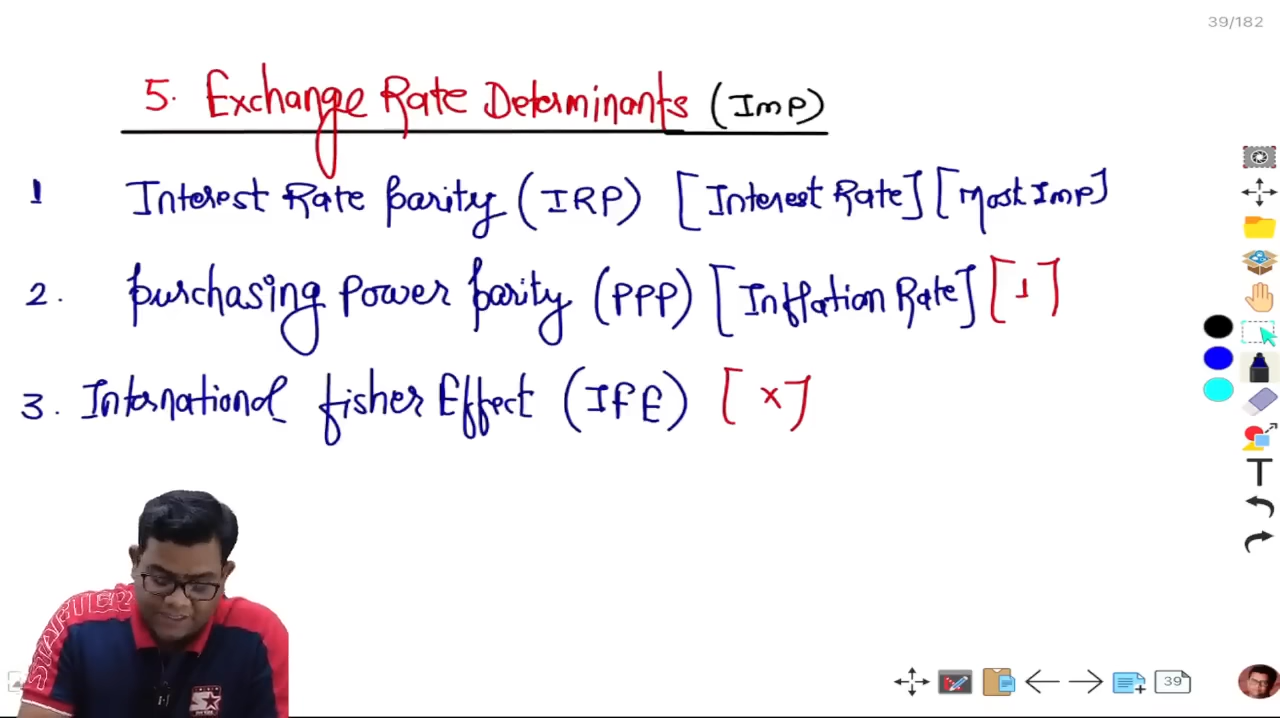 39/182
5. Exchange Rate Determinants (Imp)
1 Interest Rate parity (IRP) [Interest Rate] [Most Imp]
2. purchasing Power parity (PPP) [Inflation Rate] [1]
3. International fisher Effect (IFE) [x]
T
39